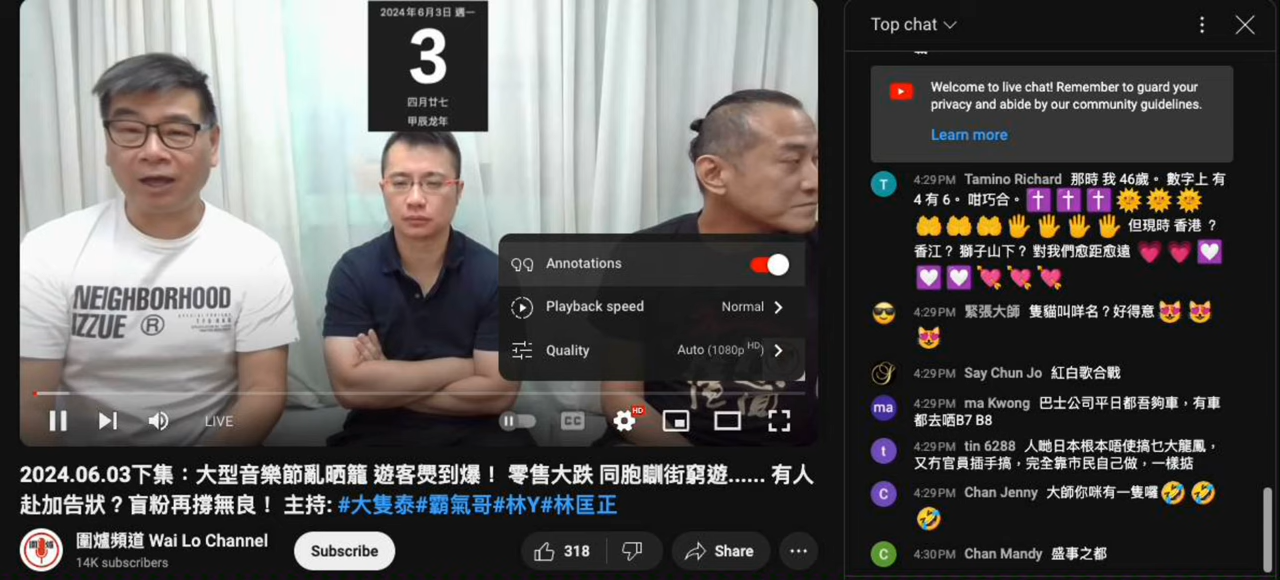 2024年6月3日 週一
3
四月廿七
甲辰龙年
NEIGHBORHOOD
IZZUE ®
Annotations
Playback speed Normal
Quality Auto (1080p HD)
LIVE
CC
HD
2024.06.03下集：大型音樂節亂晒籠 遊客嬲到爆！ 零售大跌 同胞瞓街窮遊...... 有人
赴加告狀？盲粉再撐無良！ 主持: #大隻泰#霸氣哥#林Y#林匡正
圍爐頻道 Wai Lo Channel
14K subscribers
Subscribe
318
Share
Top chat
Welcome to live chat! Remember to guard your
privacy and abide by our community guidelines.
Learn more
T
4:29 PM Tamino Richard 那時 我 46歲。 數字上 有
4 有 6。 咁巧合。✝️✝️✝️🌞🌞🌞
🤲🤲🤲🖐🖐🖐🖐 但現時 香港 ？
香江？ 獅子山下？ 對我們愈距愈遠 💗💗💟
💟💟💘💘💘
4:29 PM 緊張大師 隻貓叫咩名？好得意😻😻
😻
4:29 PM Say Chun Jo 紅白歌合戰
ma
4:29 PM ma Kwong 巴士公司平日都吾夠車，有車
都去晒B7 B8
t
4:29 PM tin 6288 人哋日本根本唔使搞乜大龍鳳，
又冇官員插手搞，完全靠市民自己做，一樣掂
C
4:29 PM Chan Jenny 大師你咪有一隻囉🤣🤣
🤣
C
4:30 PM Chan Mandy 盛事之都